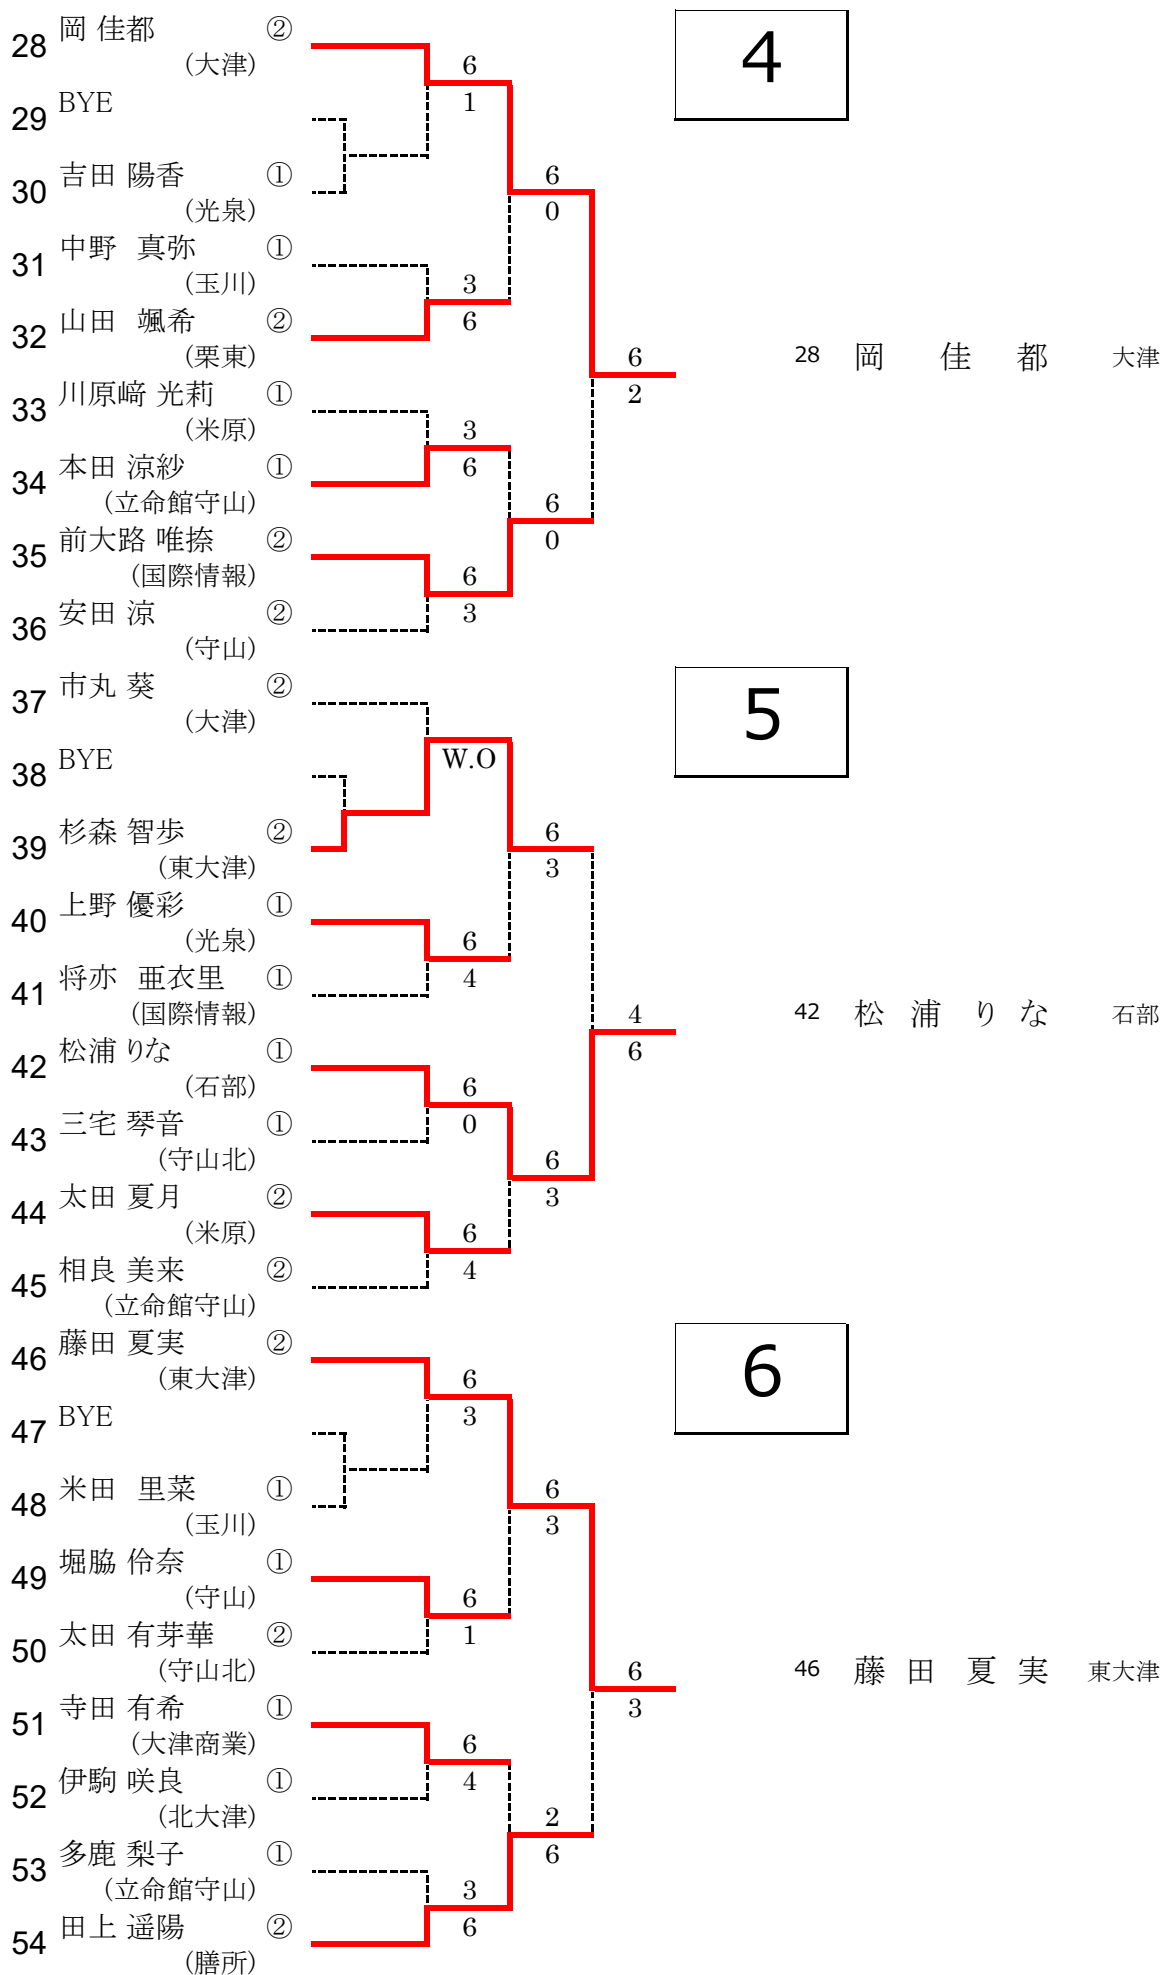 28 岡 佳都 ②
(大津)
6
1
4
29 BYE
30 吉田 陽香 ①
(光泉)
6
0
31 中野 真弥 ①
(玉川)
3
6
32 山田 颯希 ②
(栗東)
6
2
28 岡 佳 都 大津
33 川原﨑 光莉 ①
(米原)
3
6
34 本田 涼紗 ①
(立命館守山)
6
0
35 前大路 唯捺 ②
(国際情報)
6
3
36 安田 涼 ②
(守山)
37 市丸 葵 ②
(大津)
5
W.O
38 BYE
39 杉森 智歩 ②
(東大津)
6
3
40 上野 優彩 ①
(光泉)
6
4
41 将亦 亜衣里 ①
(国際情報)
4
6
42 松 浦 り な 石部
42 松浦 りな ①
(石部)
6
0
43 三宅 琴音 ①
(守山北)
6
3
44 太田 夏月 ②
(米原)
6
4
45 相良 美来 ②
(立命館守山)
46 藤田 夏実 ②
(東大津)
6
3
6
47 BYE
48 米田 里菜 ①
(玉川)
6
3
49 堀脇 伶奈 ①
(守山)
6
1
50 太田 有芽華 ②
(守山北)
6
3
46 藤 田 夏 実 東大津
51 寺田 有希 ①
(大津商業)
6
4
52 伊駒 咲良 ①
(北大津)
2
6
53 多鹿 梨子 ①
(立命館守山)
3
6
54 田上 遥陽 ②
(膳所)